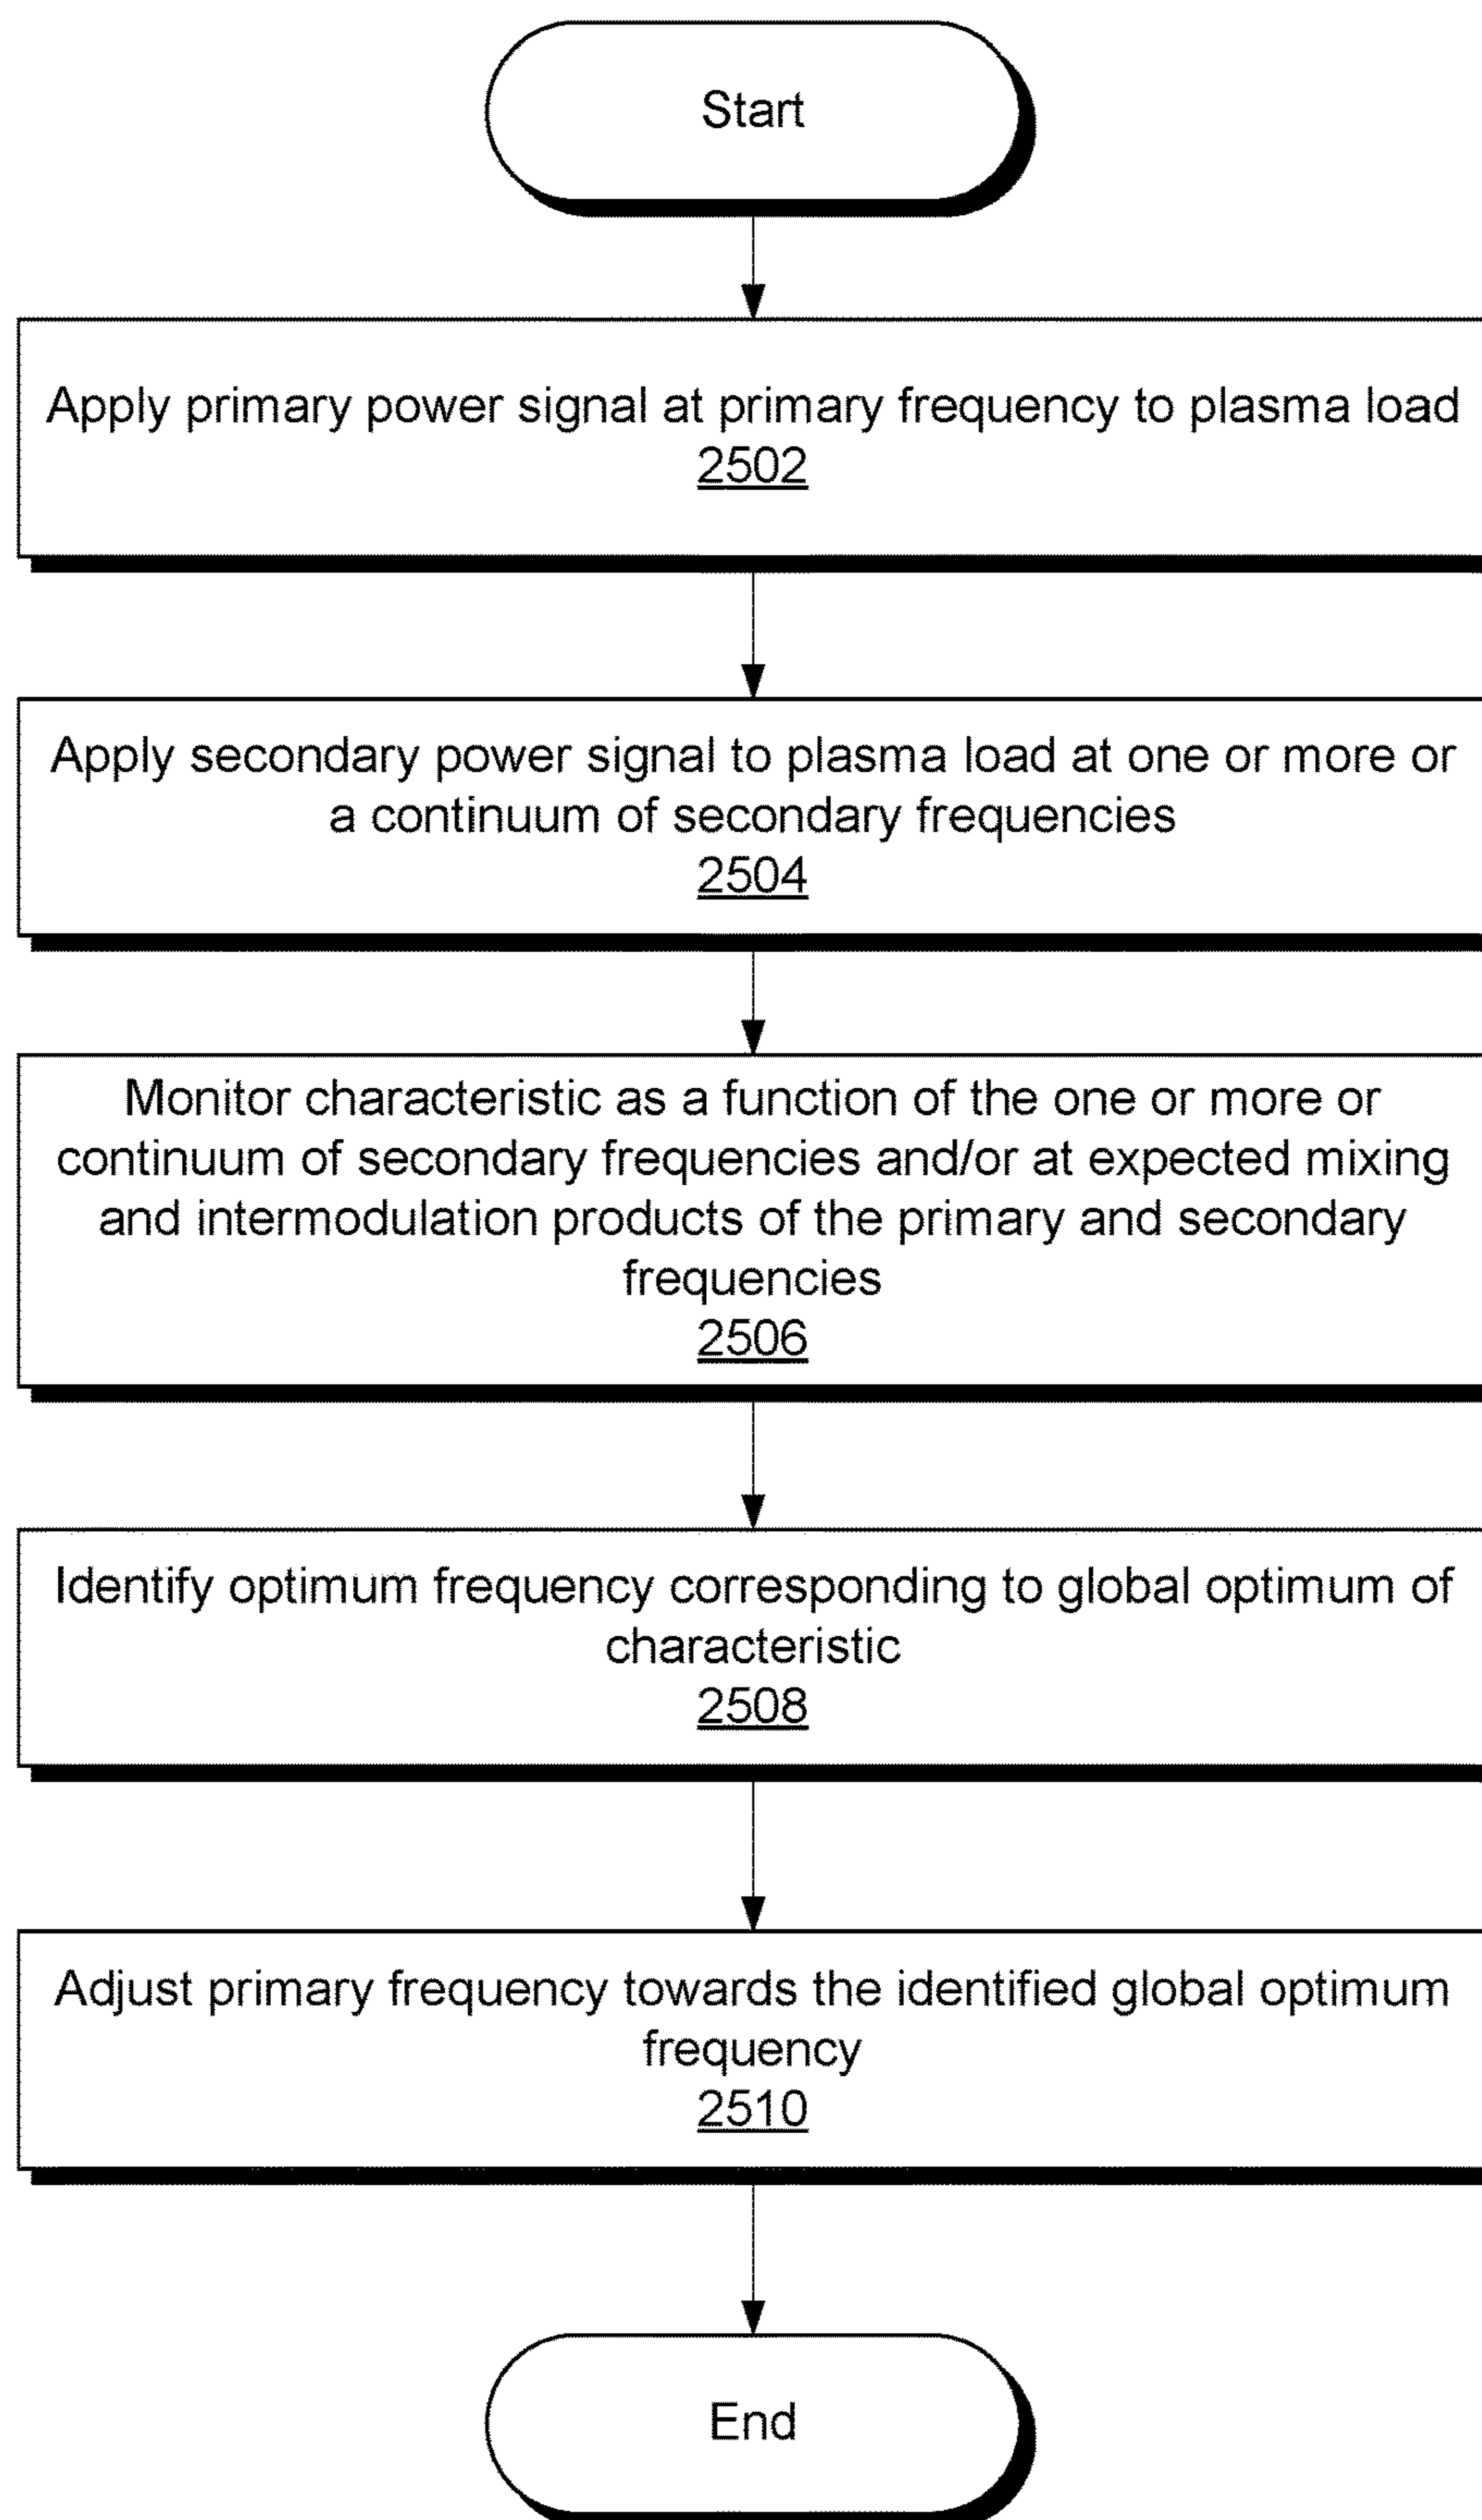 Start
Apply primary power signal at primary frequency to plasma load
2502
Apply secondary power signal to plasma load at one or more or
a continuum of secondary frequencies
2504
Monitor characteristic as a function of the one or more or
continuum of secondary frequencies and/or at expected mixing
and intermodulation products of the primary and secondary
frequencies
2506
Identify optimum frequency corresponding to global optimum of
characteristic
2508
Adjust primary frequency towards the identified global optimum
frequency
2510
End